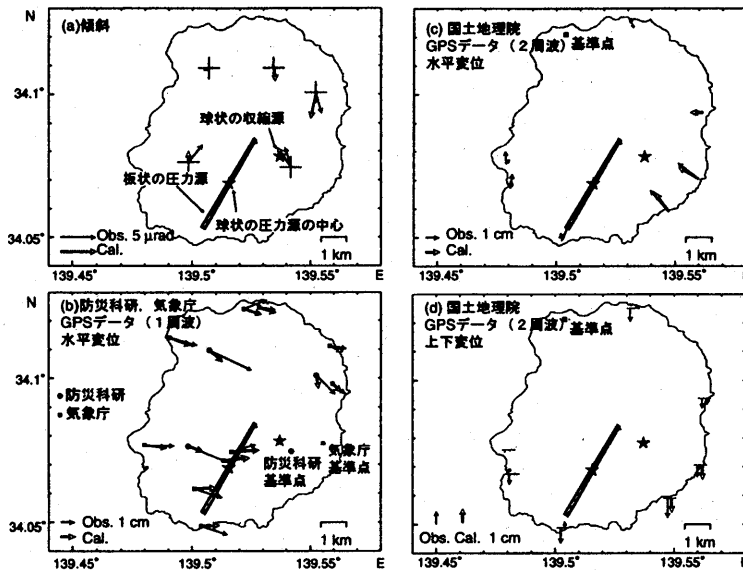 (a)傾斜
N
34.1°
34.05°
球状の収縮源
板状の圧力源
球状の圧力源の中心
Obs. 5 μrad
Cal.
1 km
139.45° 139.5° 139.55° E
(c)国土地理院
GPSデータ（2周波）
基準点
水平変位
Obs. 1 cm
Cal.
1 km
139.45° 139.5° 139.55° E
(b)防災科研，気象庁
GPSデータ（1周波）
水平変位
N
34.1°
34.05°
防災科研
気象庁
防災科研
基準点
気象庁
基準点
Obs. 1 cm
Cal.
1 km
139.45° 139.5° 139.55° E
(d)国土地理院
GPSデータ（2周波）
基準点
上下変位
Obs. Cal. 1 cm
1 km
139.45° 139.5° 139.55° E